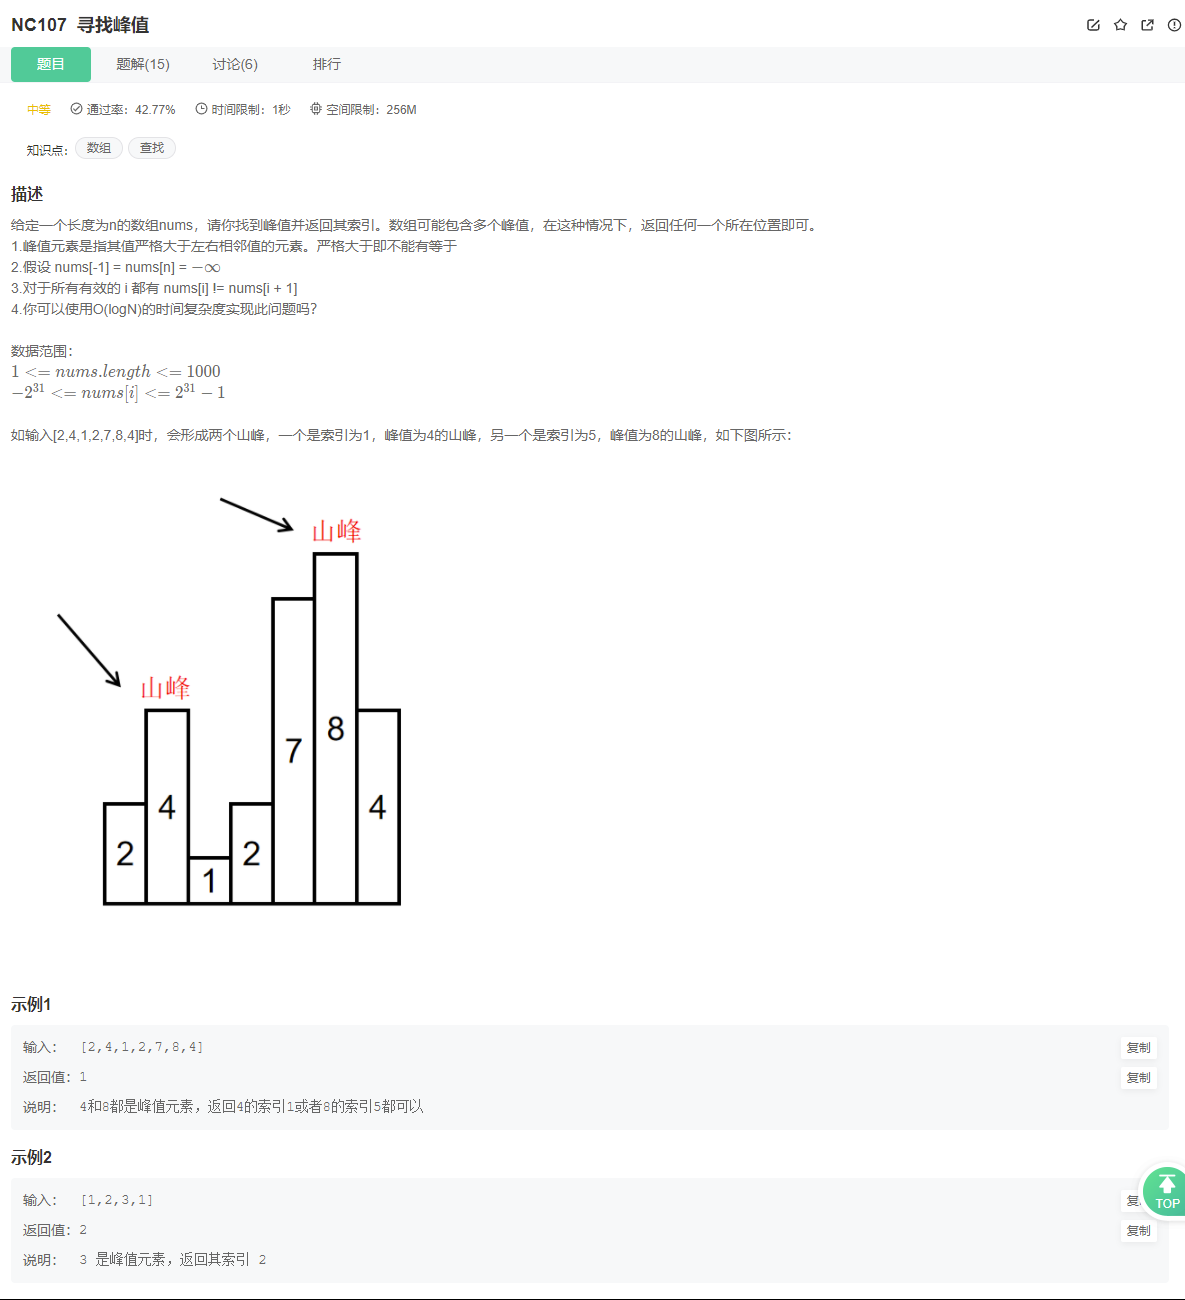 NC107 寻找峰值
题目 题解(15) 讨论(6) 排行
中等 通过率：42.77% 时间限制：1秒 空间限制：256M
知识点： 数组 查找
描述
给定一个长度为n的数组nums，请你找到峰值并返回其索引。数组可能包含多个峰值，在这种情况下，返回任何一个所在位置即可。
1.峰值元素是指其值严格大于左右相邻值的元素。严格大于即不能有等于
2.假设 nums[-1] = nums[n] = −∞
3.对于所有有效的 i 都有 nums[i] != nums[i + 1]
4.你可以使用O(logN)的时间复杂度实现此问题吗？
数据范围：
1 <= nums.length <= 1000
−2^31 <= nums[i] <= 2^31 − 1
如输入[2,4,1,2,7,8,4]时，会形成两个山峰，一个是索引为1，峰值为4的山峰，另一个是索引为5，峰值为8的山峰，如下图所示：
山峰
山峰
2 4 1 2 7 8 4
示例1
输入： [2,4,1,2,7,8,4] 复制
返回值：1 复制
说明： 4和8都是峰值元素，返回4的索引1或者8的索引5都可以
示例2
输入： [1,2,3,1] 复
TOP
返回值：2 复制
说明： 3 是峰值元素，返回其索引 2